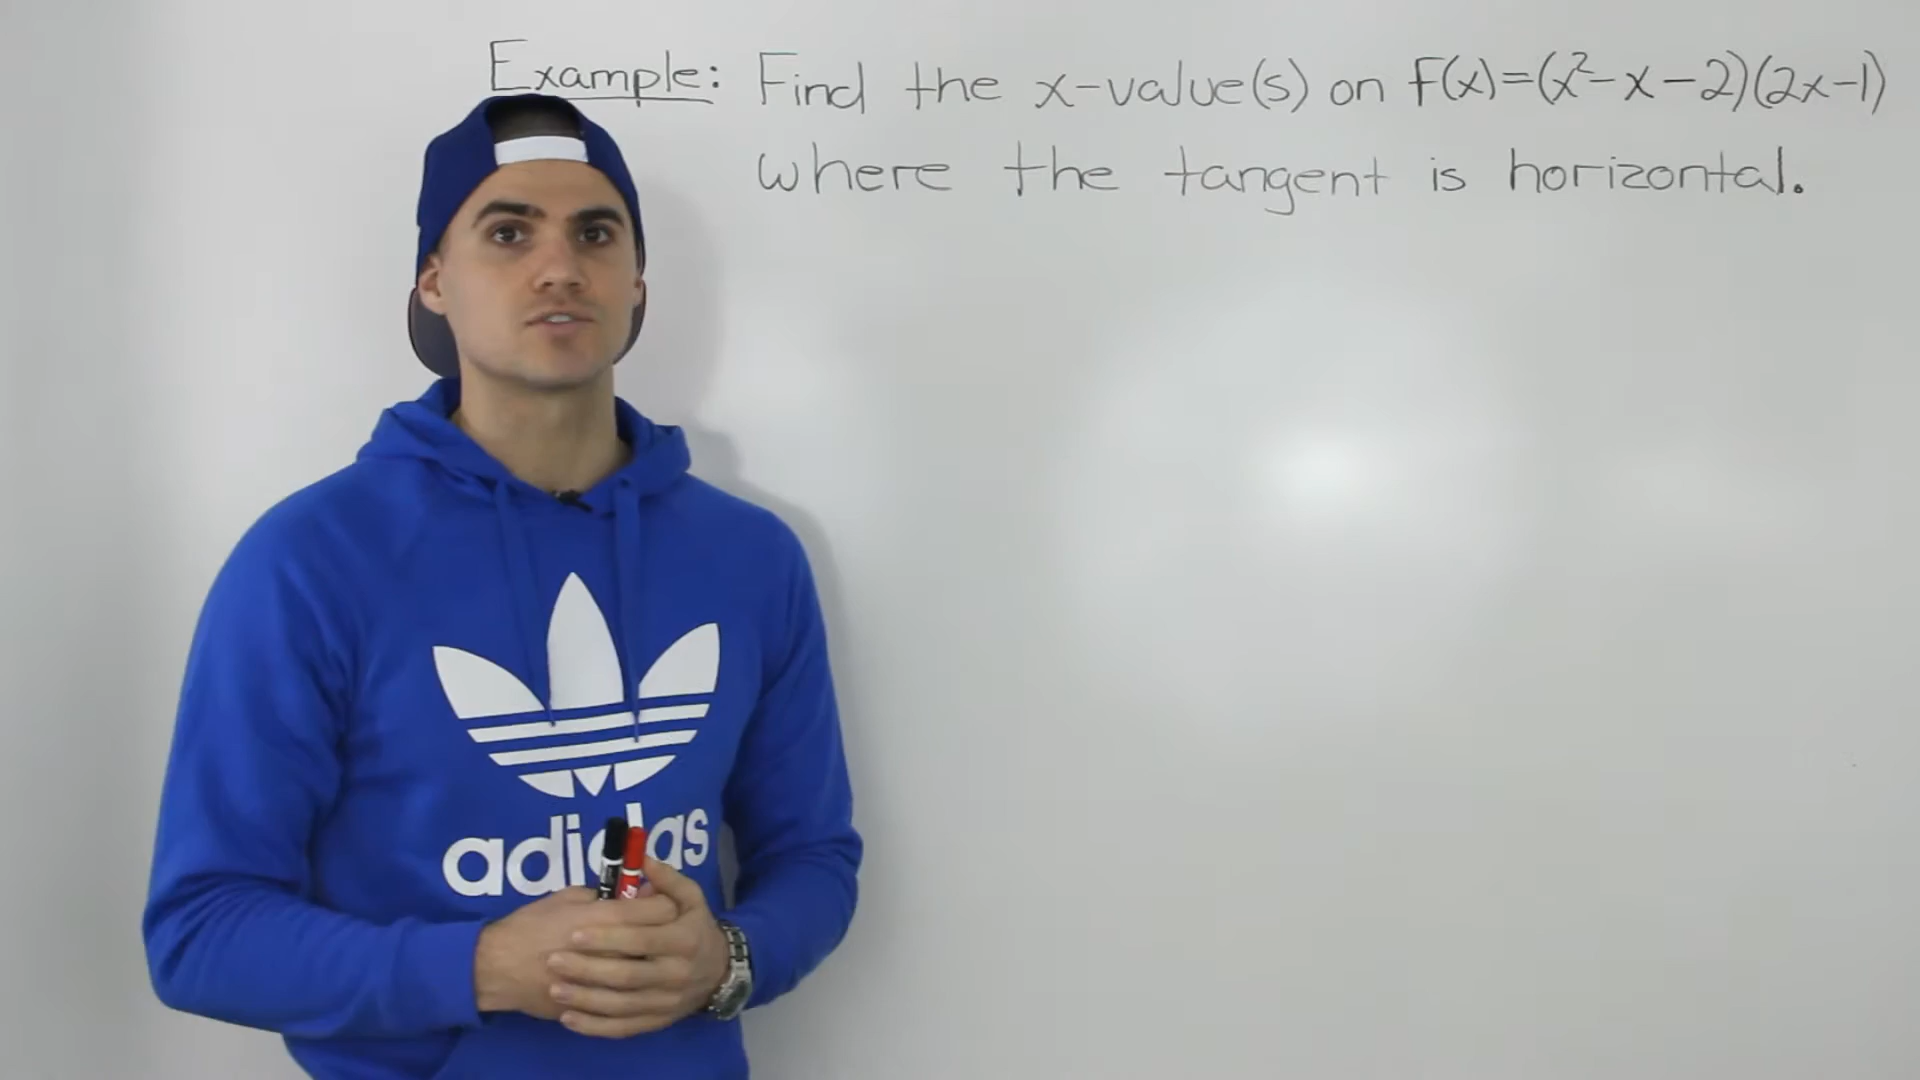 Example: Find the x-value(s) on f(x)=(x²-x-2)(2x-1)
where the tangent is horizontal.
adidas